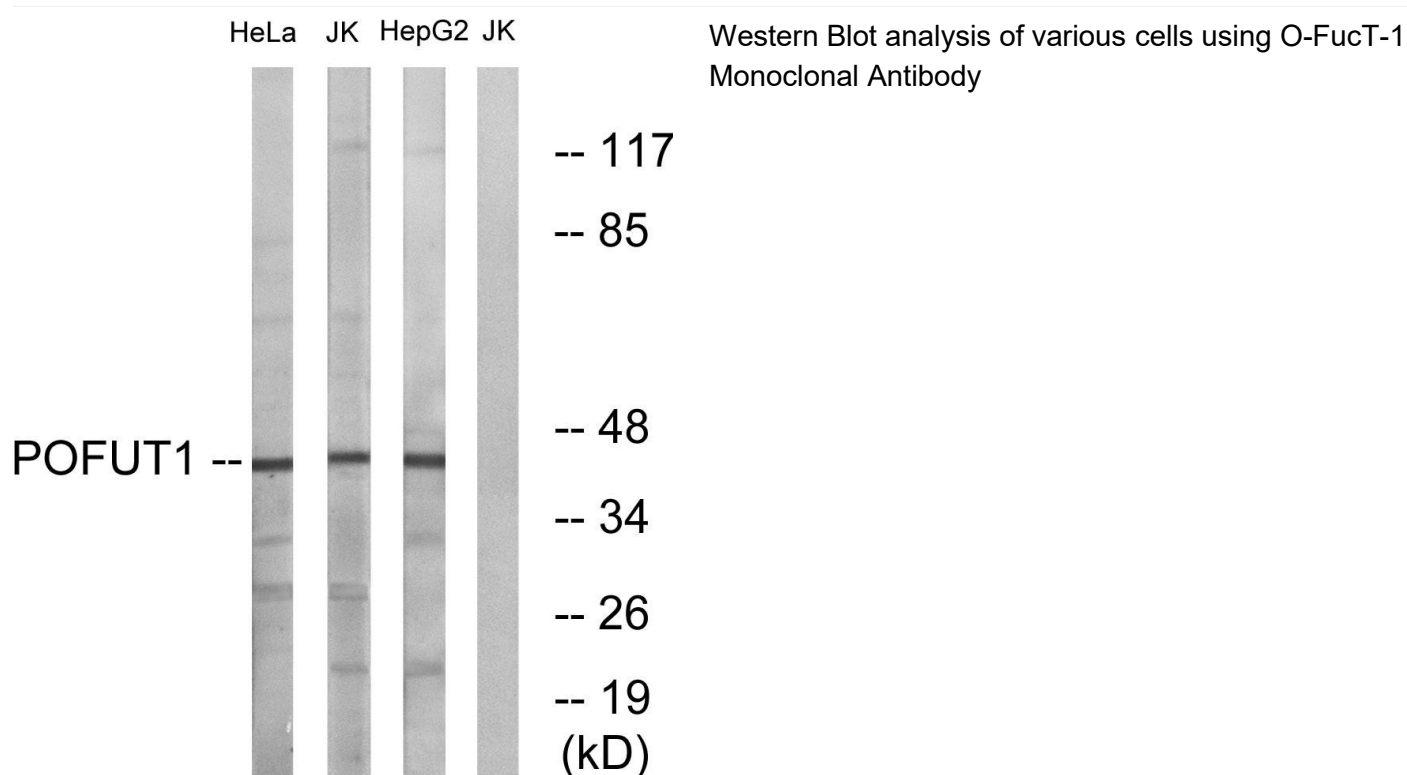 HeLa JK HepG2 JK
Western Blot analysis of various cells using O-FucT-1
Monoclonal Antibody
-- 117
-- 85
-- 48
POFUT1 --
-- 34
-- 26
-- 19
(kD)